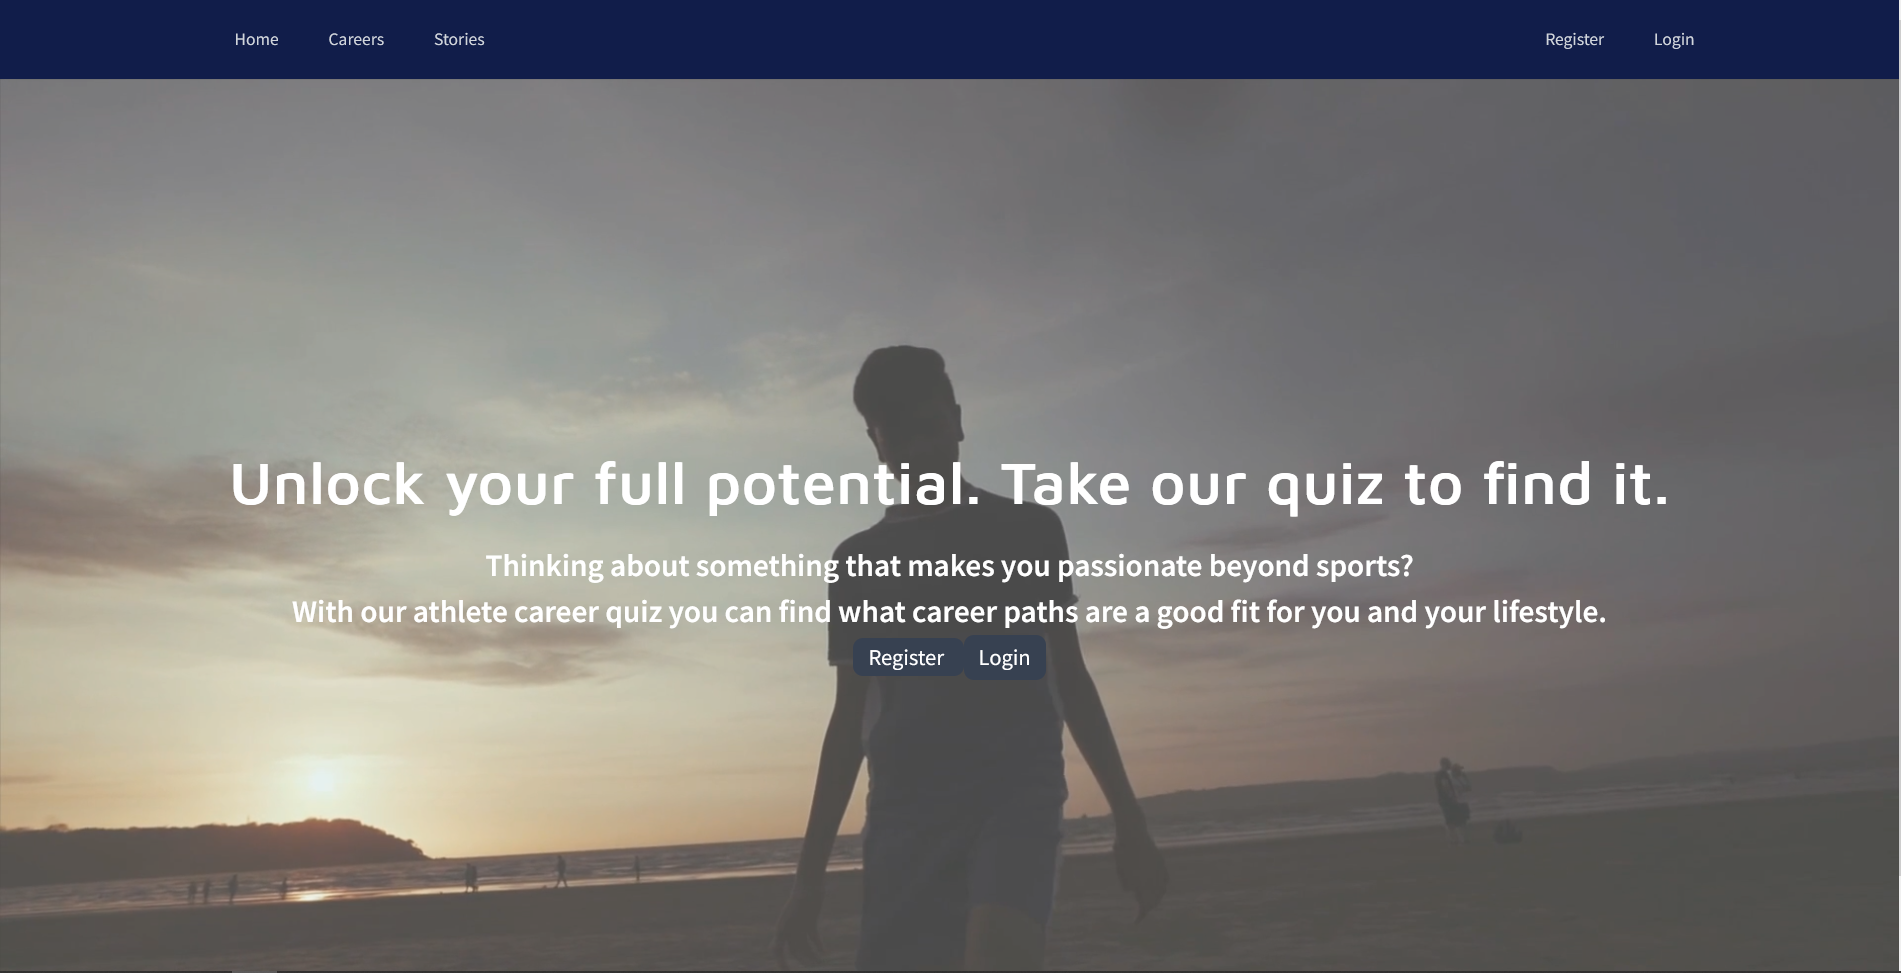 Home Careers Stories Register Login
Unlock your full potential. Take our quiz to find it.
Thinking about something that makes you passionate beyond sports?
With our athlete career quiz you can find what career paths are a good fit for you and your lifestyle.
Register Login